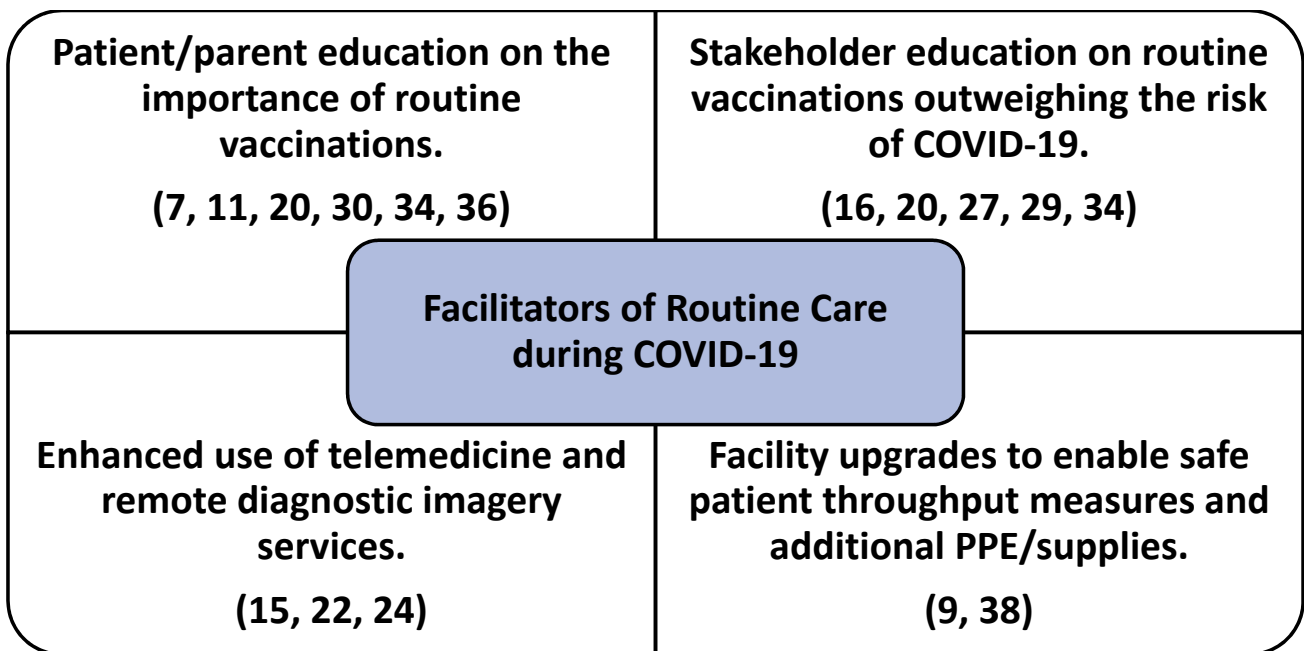 Patient/parent education on the
importance of routine
vaccinations.
(7, 11, 20, 30, 34, 36)
Stakeholder education on routine
vaccinations outweighing the risk
of COVID-19.
(16, 20, 27, 29, 34)
Facilitators of Routine Care
during COVID-19
Enhanced use of telemedicine and
remote diagnostic imagery
services.
(15, 22, 24)
Facility upgrades to enable safe
patient throughput measures and
additional PPE/supplies.
(9, 38)